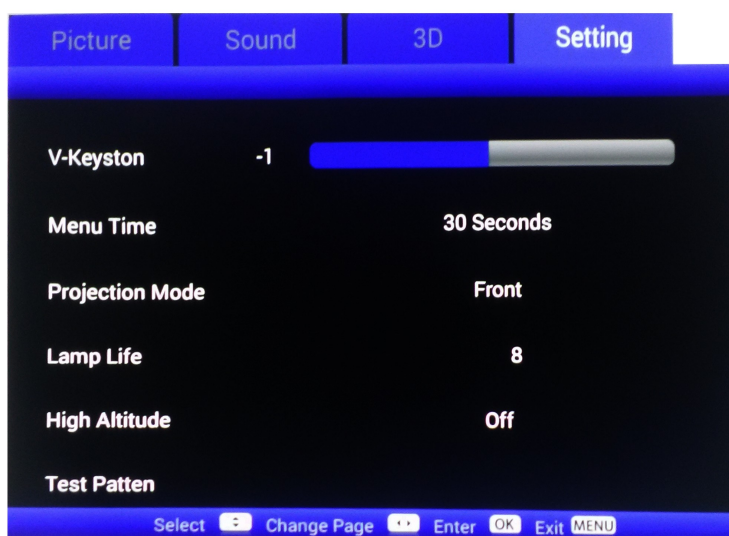 Picture Sound 3D Setting
V-Keyston -1
Menu Time 30 Seconds
Projection Mode Front
Lamp Life 8
High Altitude Off
Test Patten
Select Change Page Enter OK Exit MENU